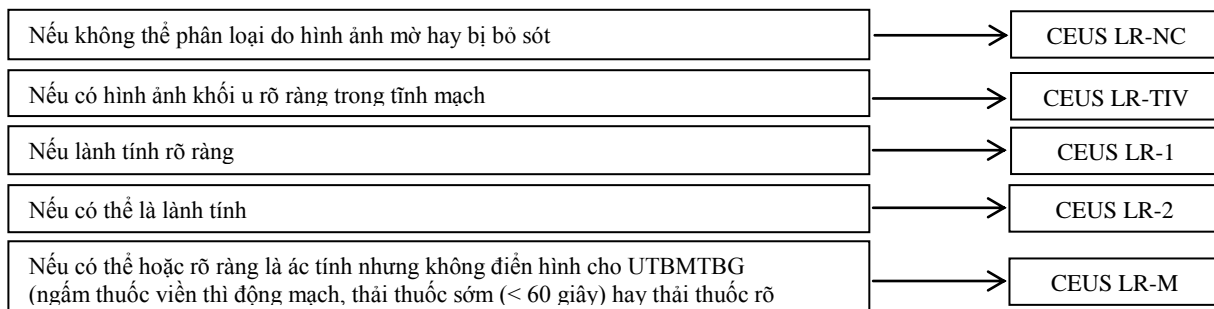 Nếu không thể phân loại do hình ảnh mờ hay bị bỏ sót
CEUS LR-NC
Nếu có hình ảnh khối u rõ ràng trong tĩnh mạch
CEUS LR-TIV
Nếu lành tính rõ ràng
CEUS LR-1
Nếu có thể là lành tính
CEUS LR-2
Nếu có thể hoặc rõ ràng là ác tính nhưng không điển hình cho UTBMTBG
(ngấm thuốc viền thì động mạch, thải thuốc sớm (< 60 giây) hay thải thuốc rõ
CEUS LR-M